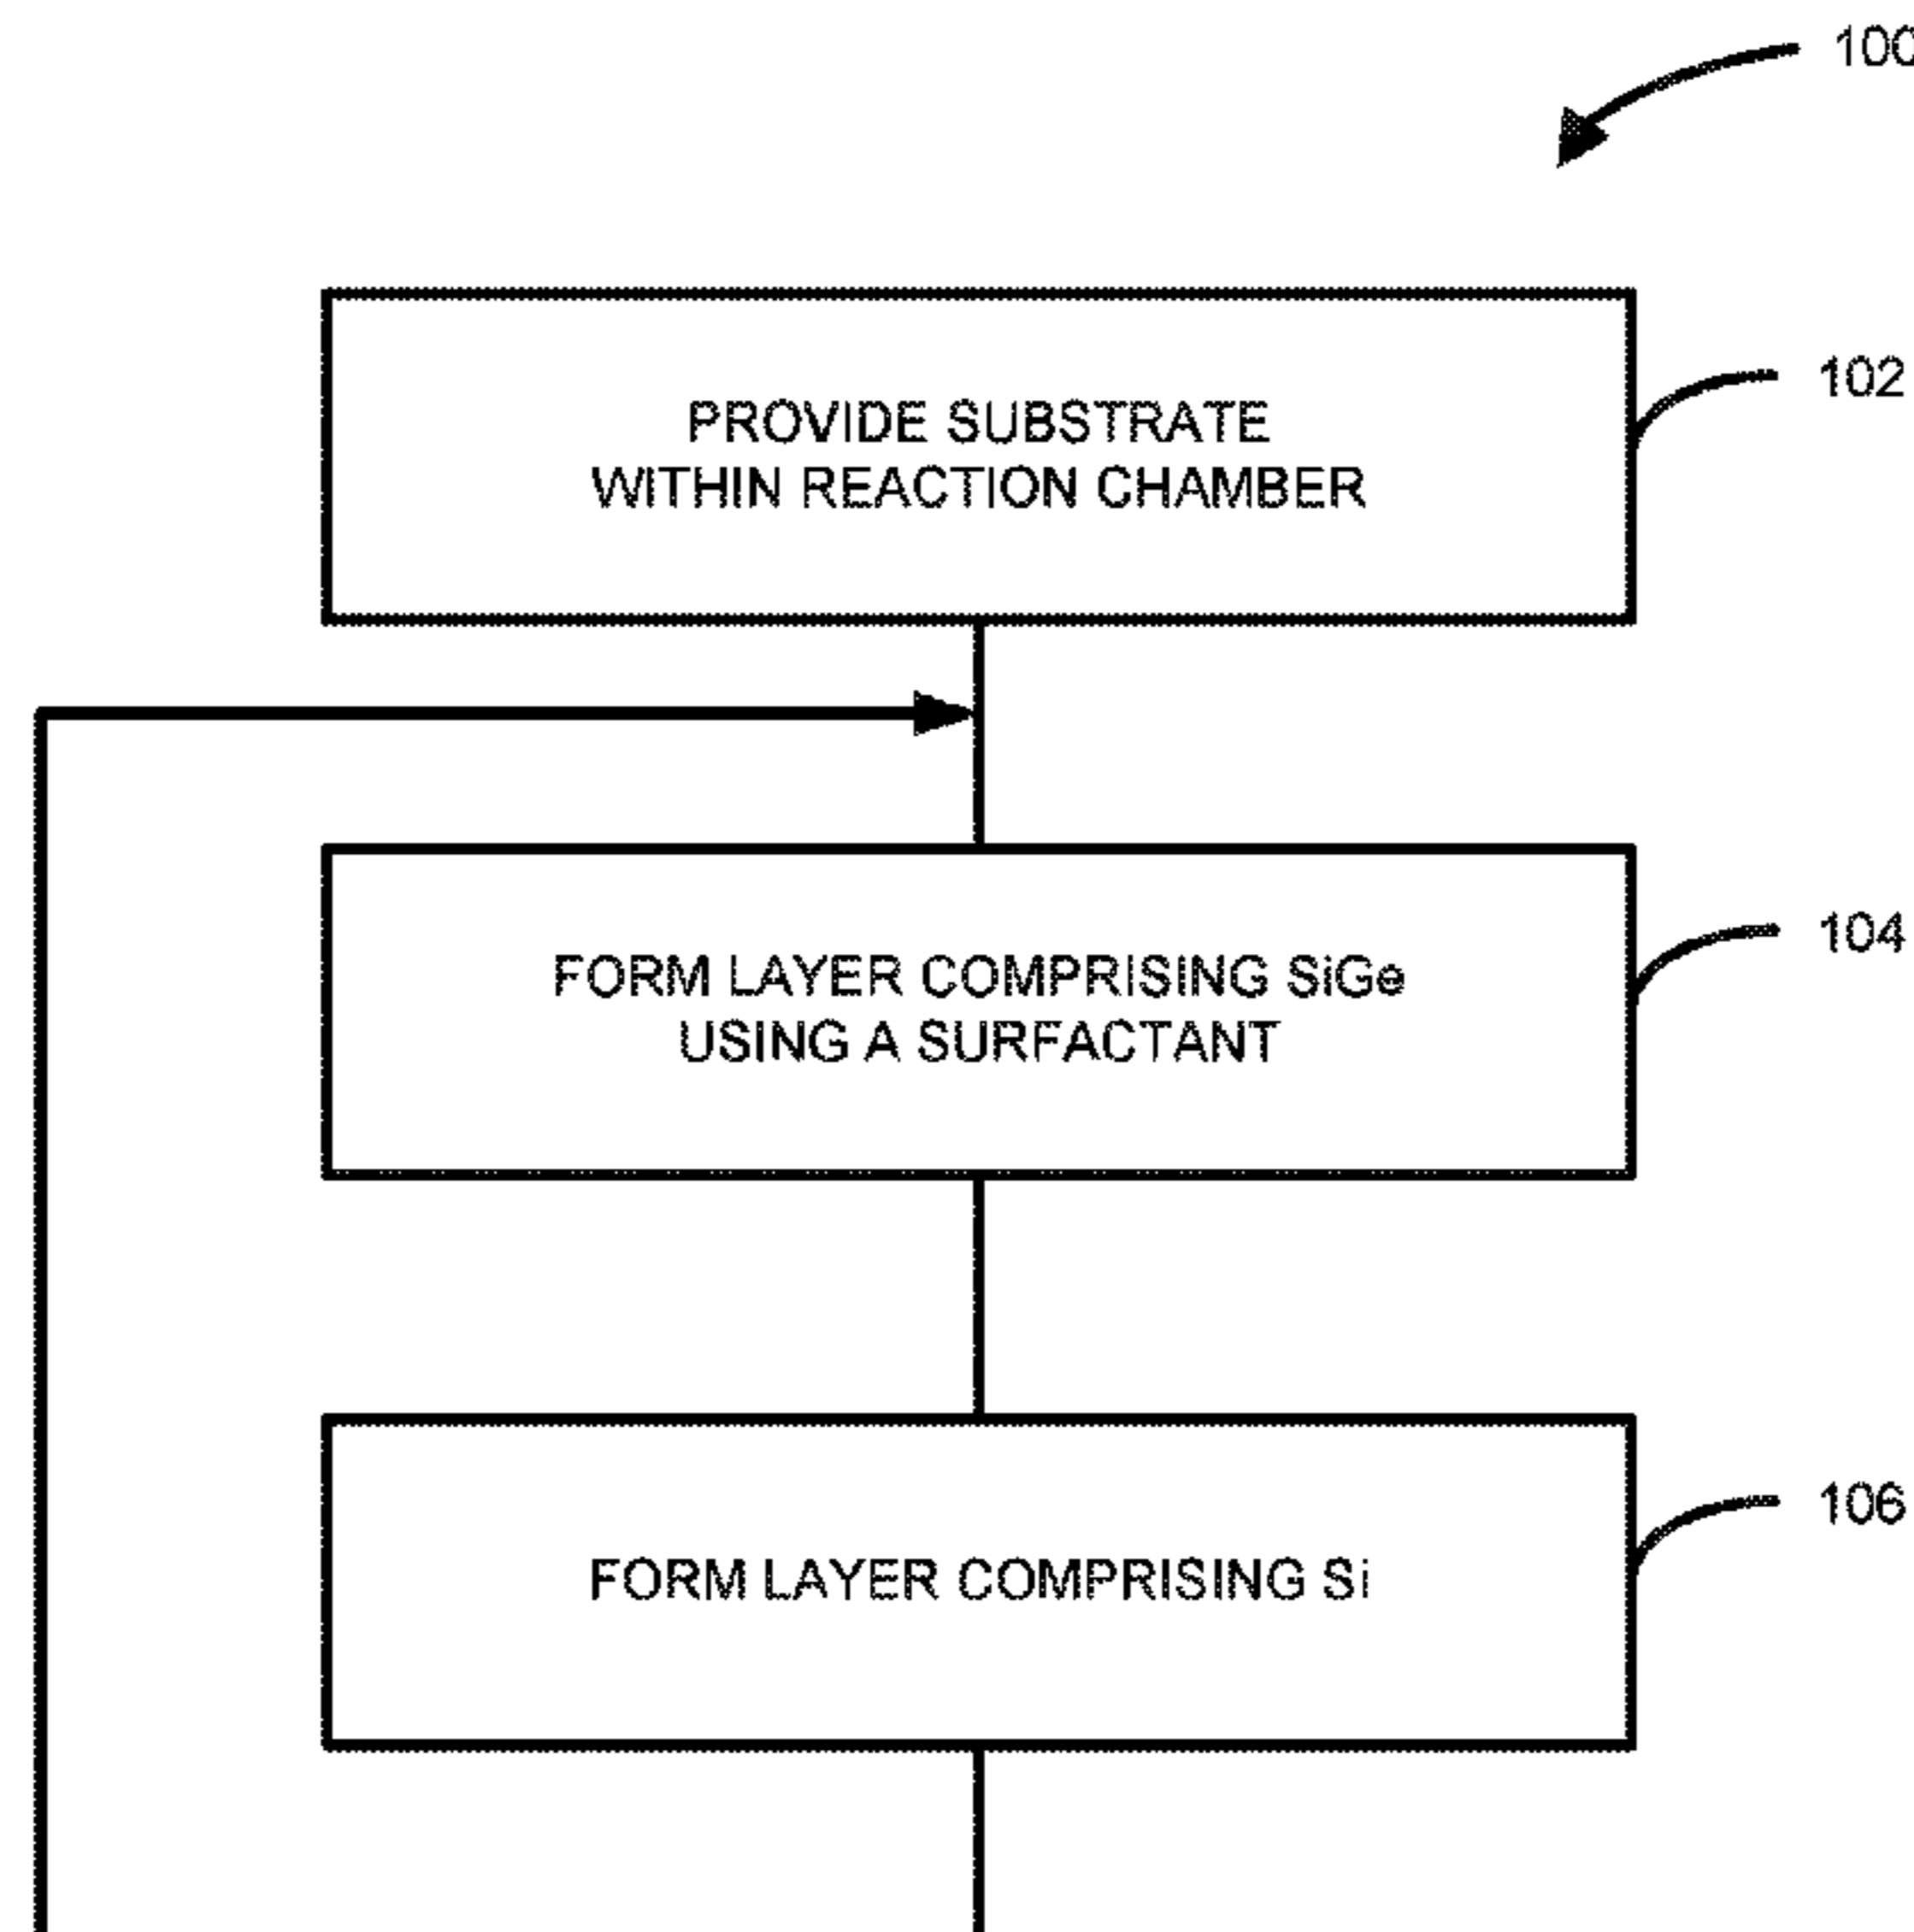 100
PROVIDE SUBSTRATE
WITHIN REACTION CHAMBER
102
FORM LAYER COMPRISING SiGe
USING A SURFACTANT
104
FORM LAYER COMPRISING Si
106